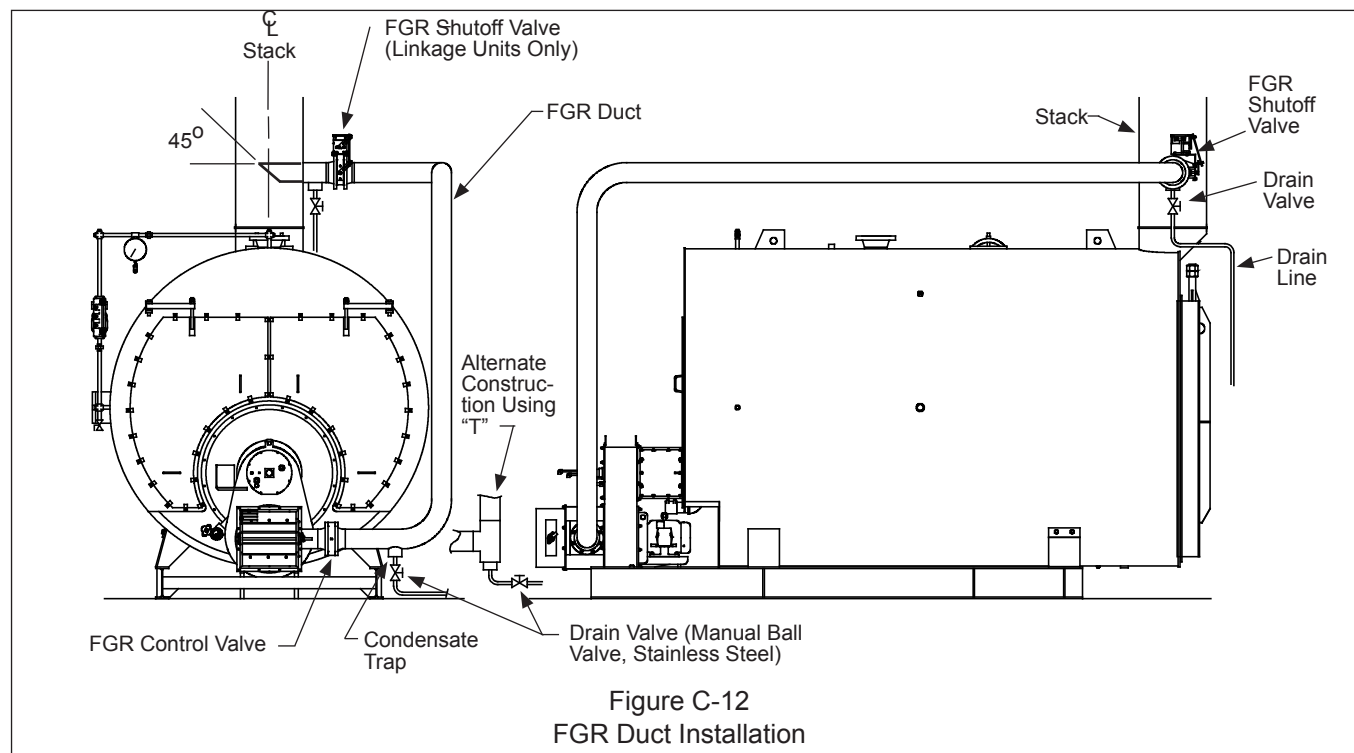 ℄
Stack
FGR Shutoff Valve
(Linkage Units Only)
FGR Duct
45o
Stack
FGR
Shutoff
Valve
Drain
Valve
Drain
Line
Alternate
Construc-
tion Using
“T”
FGR Control Valve
Condensate
Trap
Drain Valve (Manual Ball
Valve, Stainless Steel)
Figure C-12
FGR Duct Installation